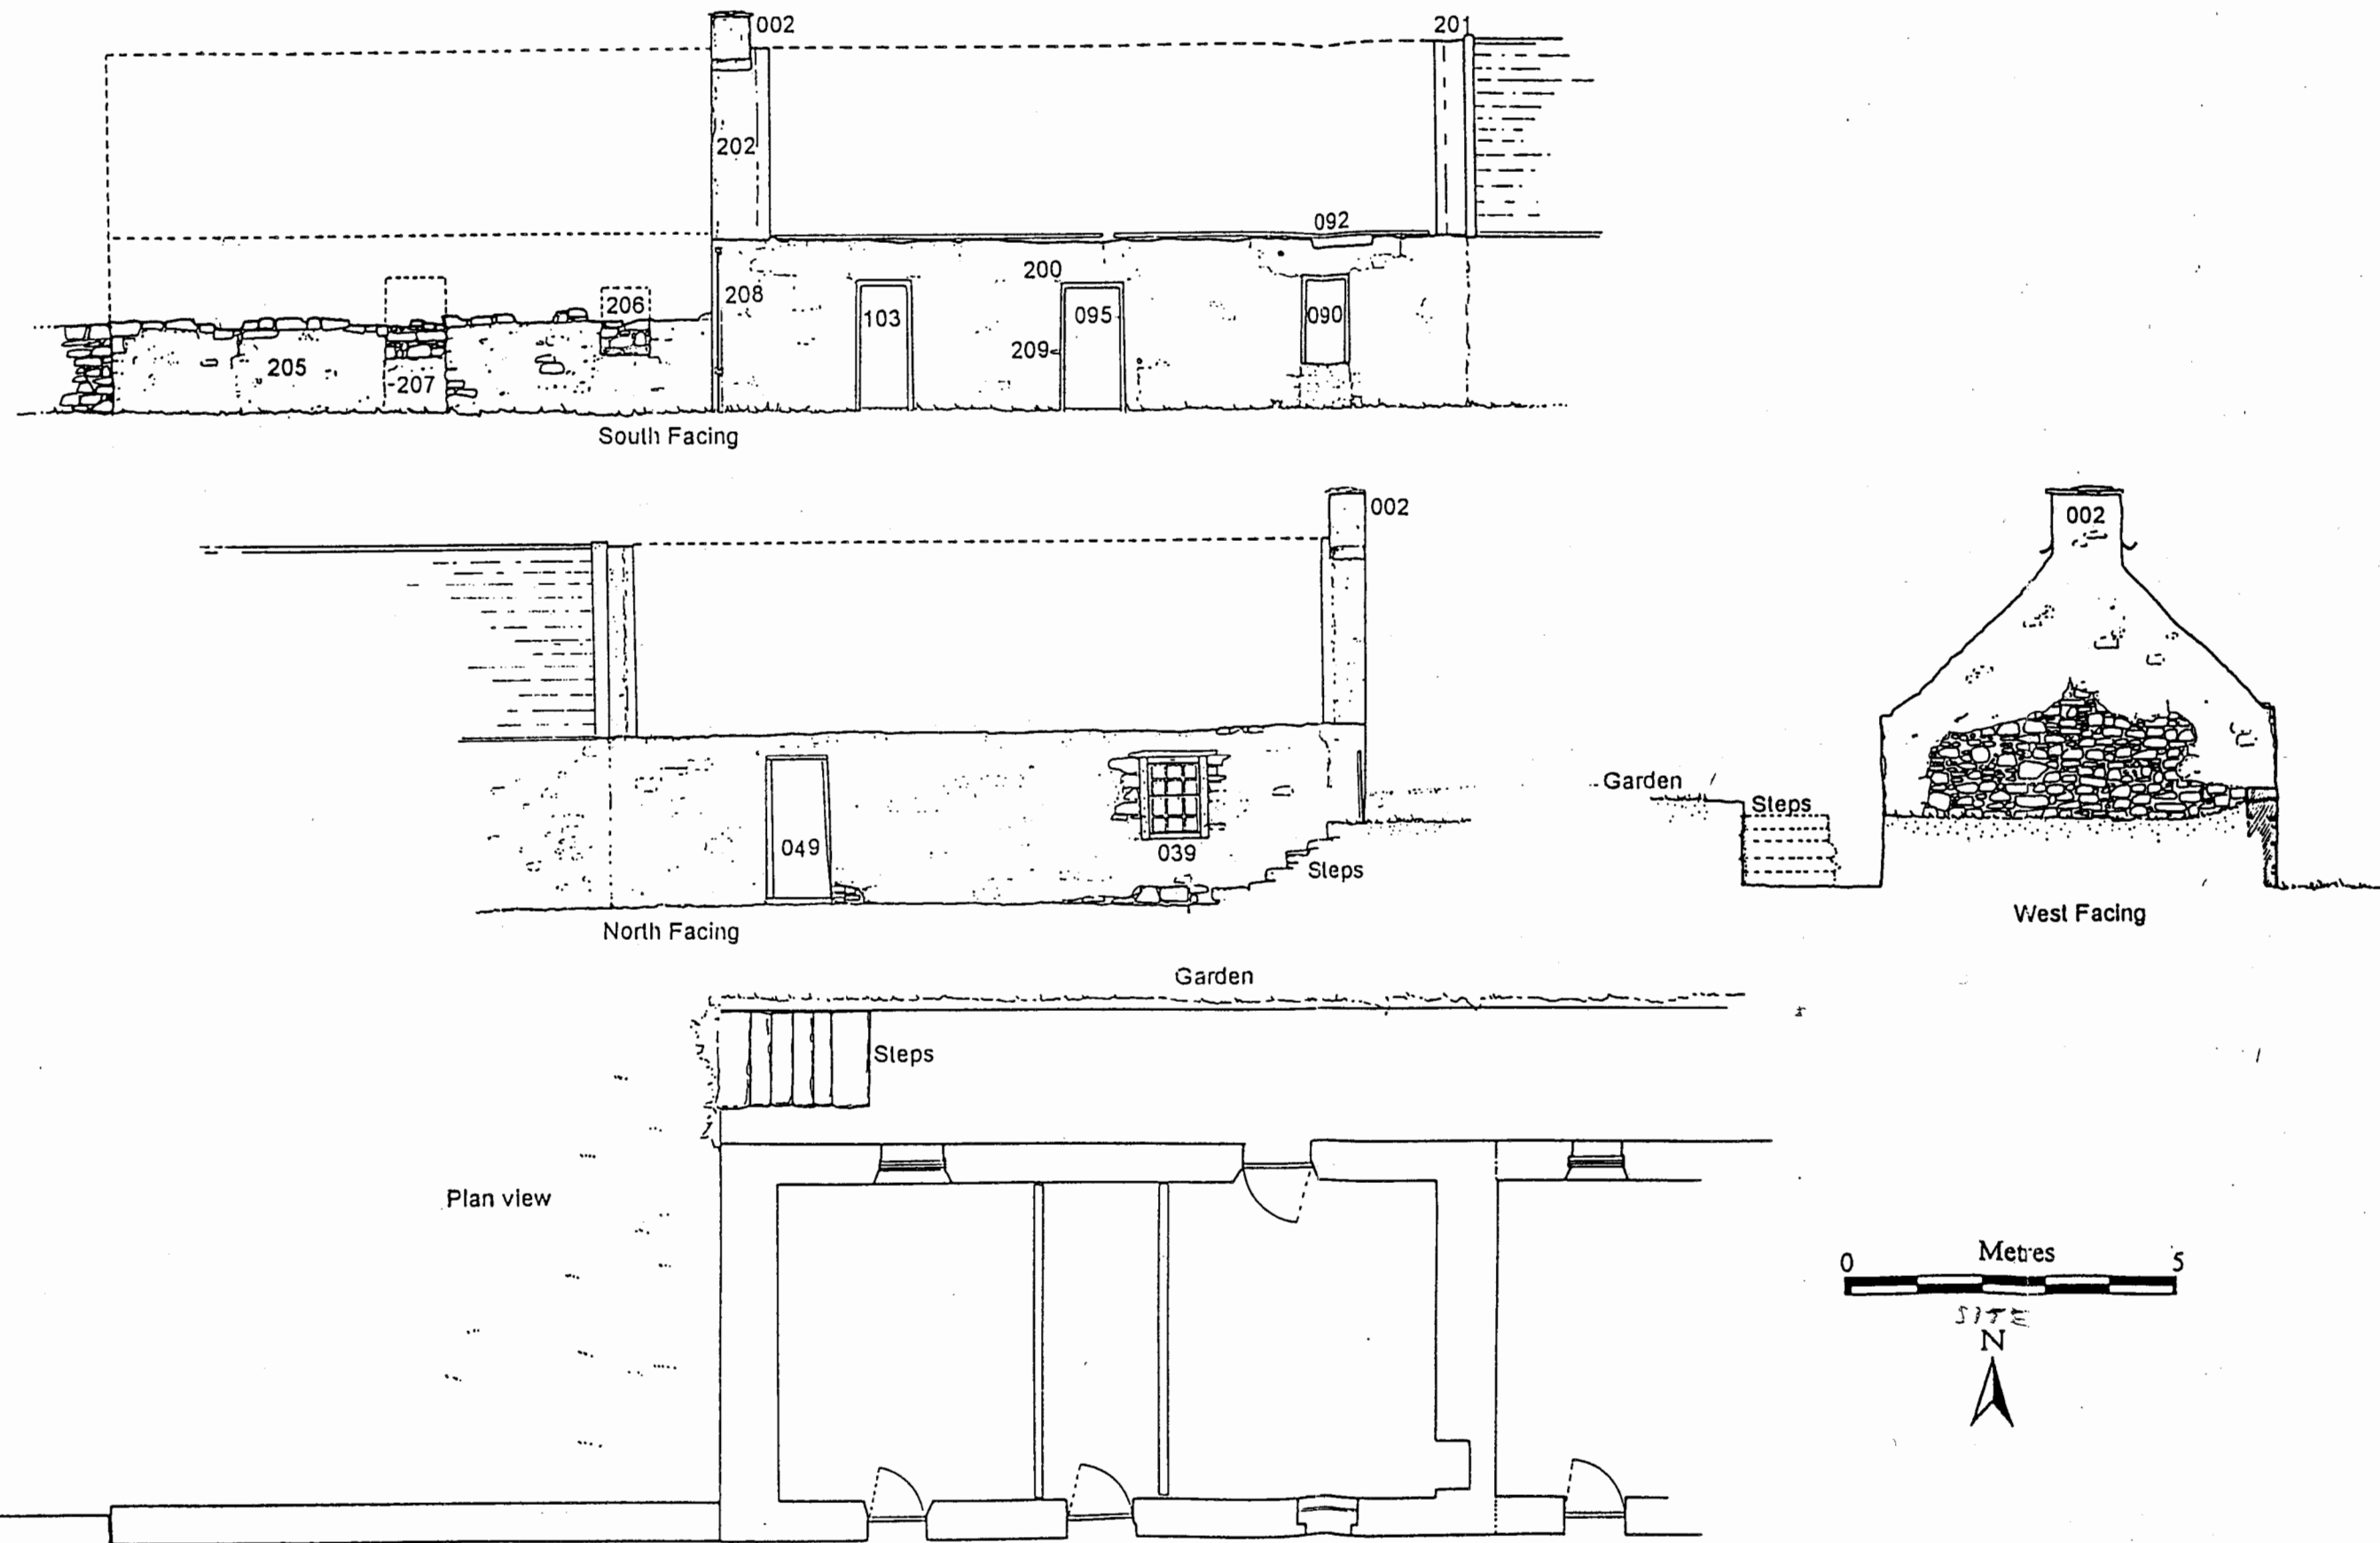 002
201
202
092
200
208
206
103
095
090
209
205
207
South Facing
002
002
Garden
Steps
049
039
Steps
North Facing
West Facing
Garden
Steps
Plan view
0 Metres 5
SITE
N